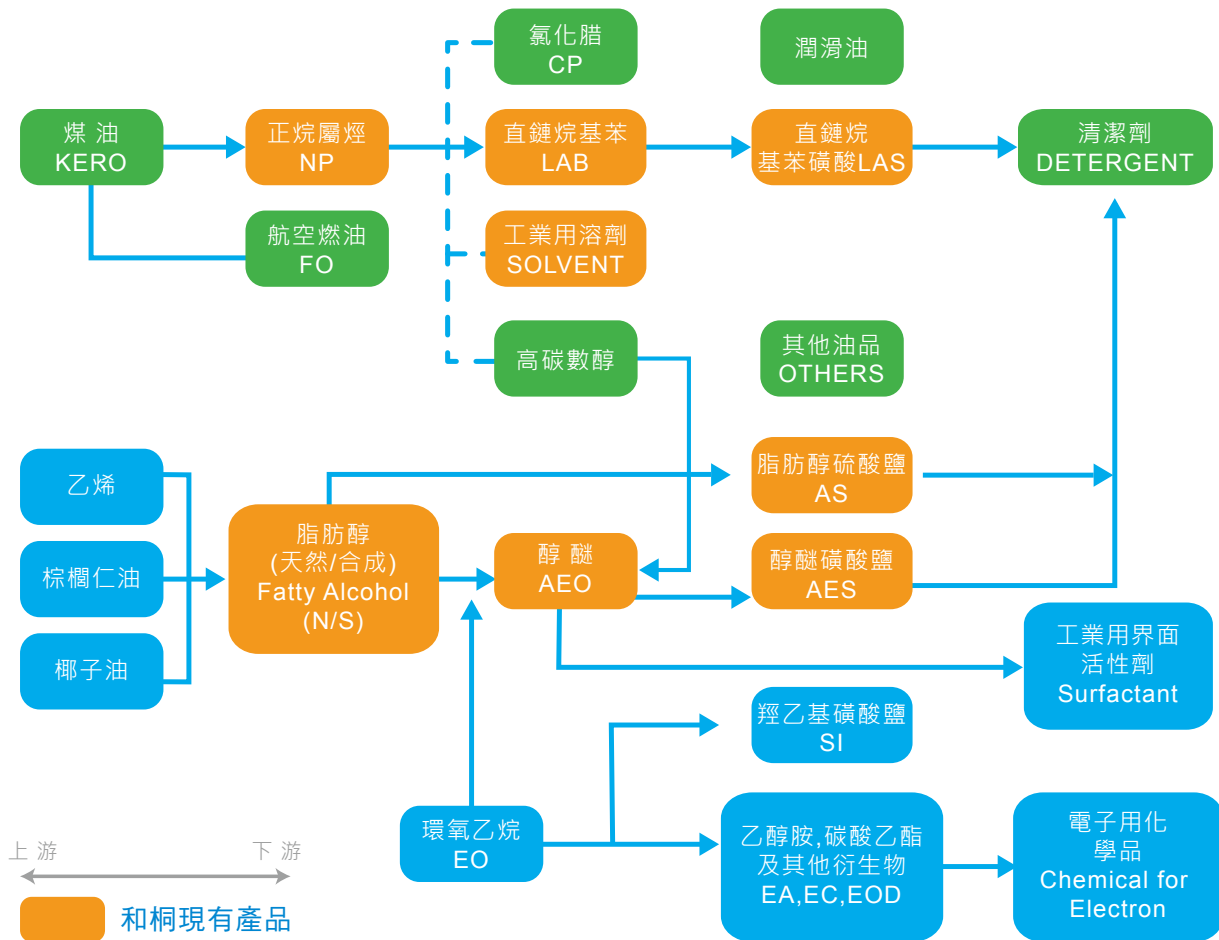 氯化腊
CP
潤滑油
煤 油
KERO
正烷屬烴
NP
直鏈烷基苯
LAB
直鏈烷
基苯磺酸LAS
清潔劑
DETERGENT
航空燃油
FO
工業用溶劑
SOLVENT
高碳數醇
其他油品
OTHERS
乙烯
棕櫚仁油
椰子油
脂肪醇
(天然/合成)
Fatty Alcohol
(N/S)
醇 醚
AEO
脂肪醇硫酸鹽
AS
醇醚磺酸鹽
AES
工業用界面
活性劑
Surfactant
羥乙基磺酸鹽
SI
環氧乙烷
EO
乙醇胺,碳酸乙酯
及其他衍生物
EA,EC,EOD
電子用化
學品
Chemical for
Electron
上 游
下 游
和桐現有產品